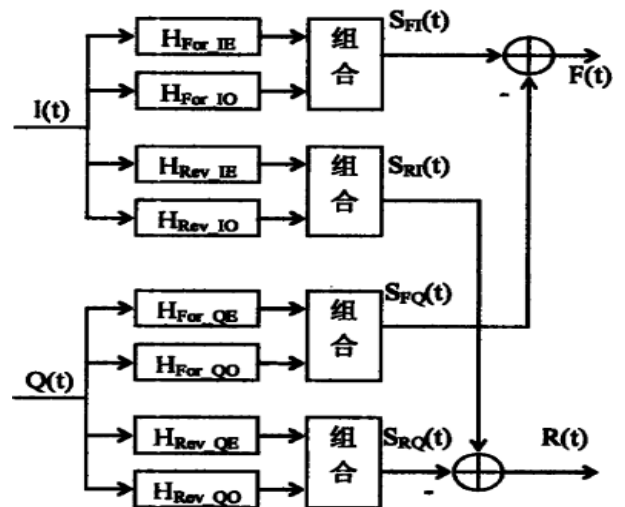 I(t)
H_For_IE
H_For_IO
组合
S_FI(t)
F(t)
-
H_Rev_IE
H_Rev_IO
组合
S_RI(t)
Q(t)
H_For_QE
H_For_QO
组合
S_FQ(t)
H_Rev_QE
H_Rev_QO
组合
S_RQ(t)
-
R(t)